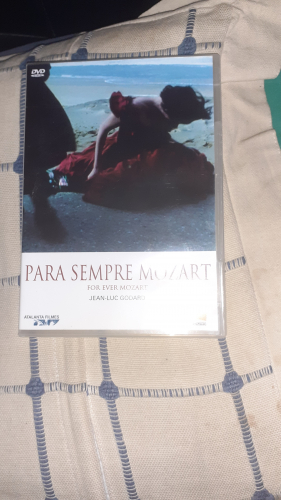 DVD
PARA SEMPRE MOZART
FOR EVER MOZART
JEAN-LUC GODARD
ATALANTA FILMES